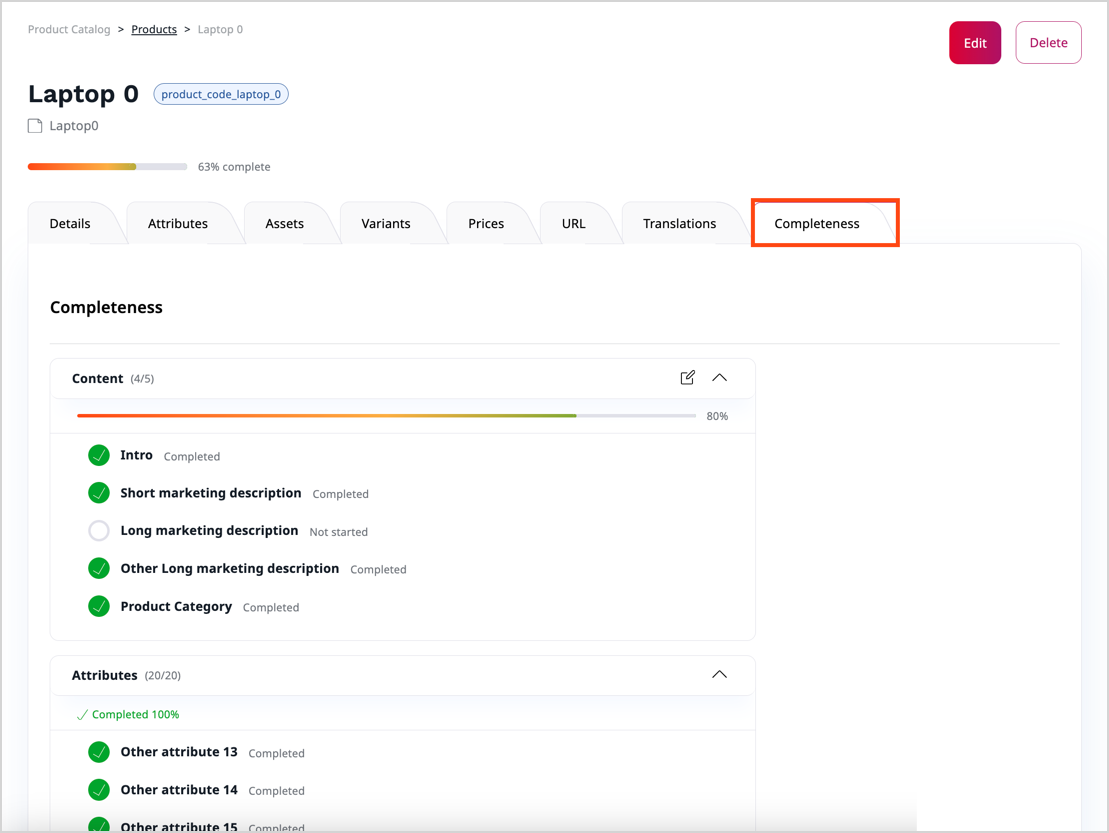 Product Catalog > Products > Laptop 0
Edit
Delete
Laptop 0 product_code_laptop_0
Laptop0
63% complete
Details Attributes Assets Variants Prices URL Translations Completeness
Completeness
Content (4/5)
80%
Intro Completed
Short marketing description Completed
Long marketing description Not started
Other Long marketing description Completed
Product Category Completed
Attributes (20/20)
Completed 100%
Other attribute 13 Completed
Other attribute 14 Completed
Other attribute 15 Completed